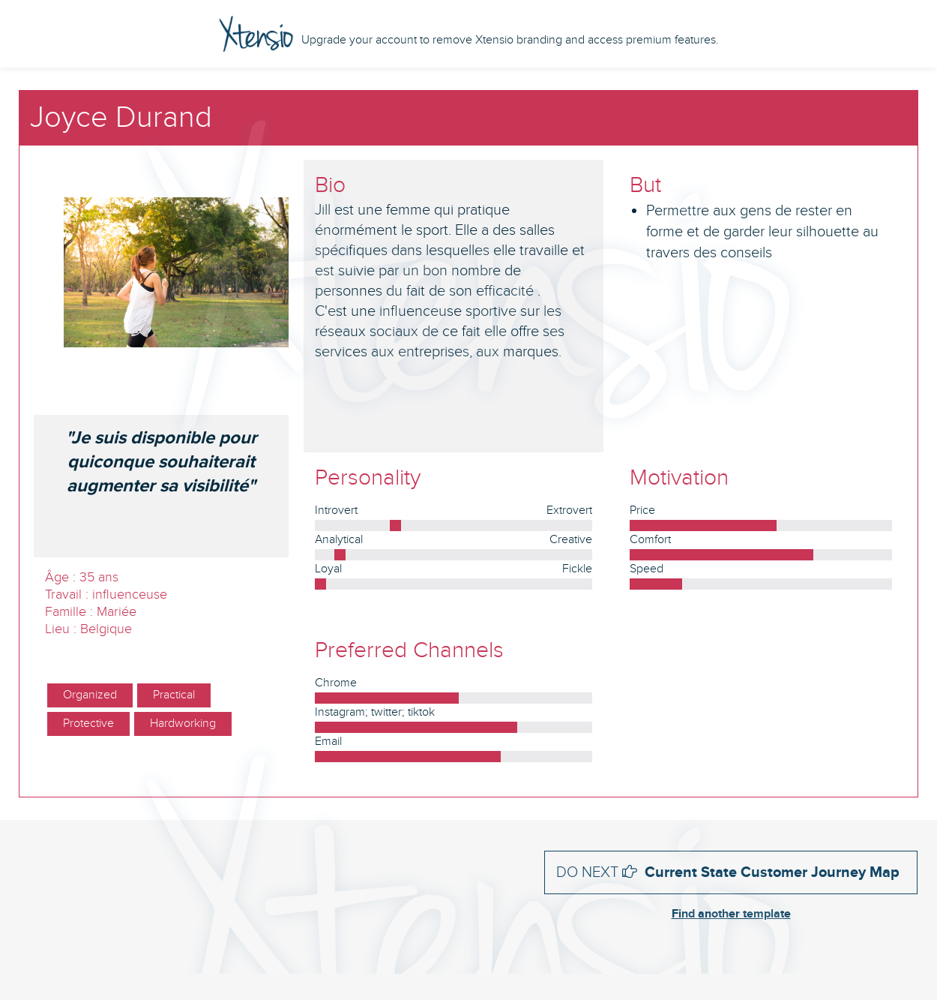 Xtensio Upgrade your account to remove Xtensio branding and access premium features.
Joyce Durand
"Je suis disponible pour
quiconque souhaiterait
augmenter sa visibilité"
Âge : 35 ans
Travail : influenceuse
Famille : Mariée
Lieu : Belgique
Organized Practical
Protective Hardworking
Bio
Jill est une femme qui pratique
énormément le sport. Elle a des salles
spécifiques dans lesquelles elle travaille et
est suivie par un bon nombre de
personnes du fait de son efficacité .
C'est une influenceuse sportive sur les
réseaux sociaux de ce fait elle offre ses
services aux entreprises, aux marques.
But
• Permettre aux gens de rester en
forme et de garder leur silhouette au
travers des conseils
Personality
Introvert Extrovert
Analytical Creative
Loyal Fickle
Motivation
Price
Comfort
Speed
Preferred Channels
Chrome
Instagram; twitter; tiktok
Email
Xtensio
DO NEXT Current State Customer Journey Map
Find another template
Xtensio